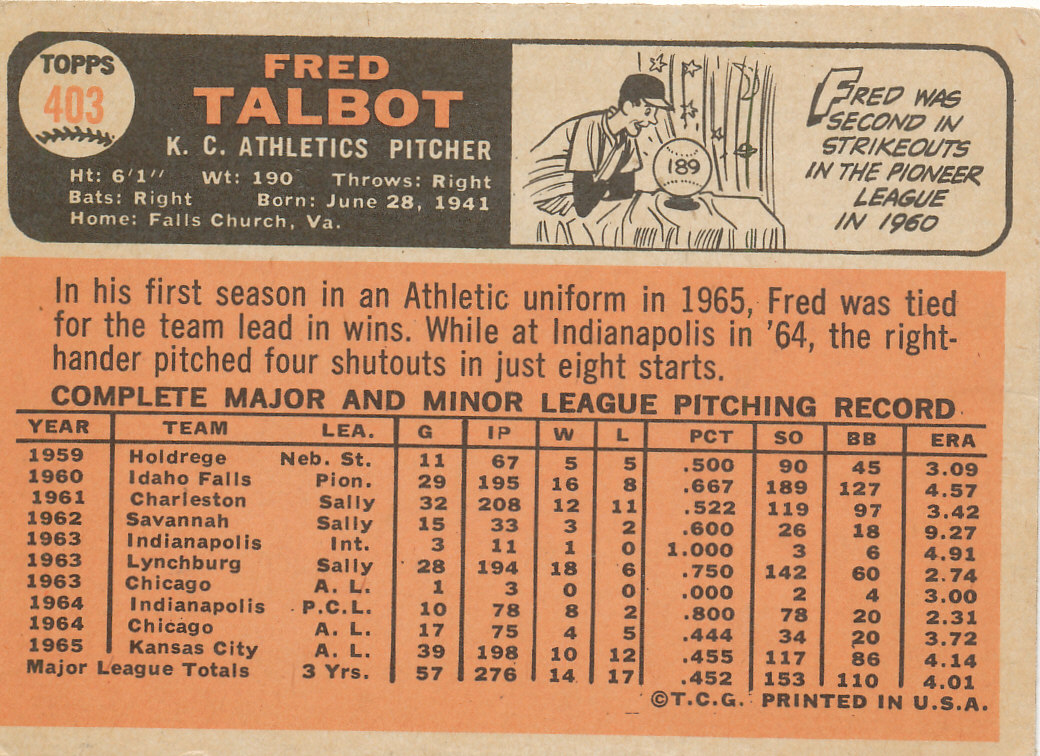 TOPPS
403
FRED
TALBOT
K. C. ATHLETICS PITCHER
Ht: 6'1" Wt: 190 Throws: Right
Bats: Right Born: June 28, 1941
Home: Falls Church, Va.
189
FRED WAS
SECOND IN
STRIKEOUTS
IN THE PIONEER
LEAGUE
IN 1960
In his first season in an Athletic uniform in 1965, Fred was tied
for the team lead in wins. While at Indianapolis in '64, the right-
hander pitched four shutouts in just eight starts.
COMPLETE MAJOR AND MINOR LEAGUE PITCHING RECORD
YEAR TEAM LEA. G IP W L PCT SO BB ERA
1959 Holdrege Neb. St. 11 67 5 5 .500 90 45 3.09
1960 Idaho Falls Pion. 29 195 16 8 .667 189 127 4.57
1961 Charleston Sally 32 208 12 11 .522 119 97 3.42
1962 Savannah Sally 15 33 3 2 .600 26 18 9.27
1963 Indianapolis Int. 3 11 1 0 1.000 3 6 4.91
1963 Lynchburg Sally 28 194 18 6 .750 142 60 2.74
1963 Chicago A. L. 1 3 0 0 .000 2 4 3.00
1964 Indianapolis P.C.L. 10 78 8 2 .800 78 20 2.31
1964 Chicago A. L. 17 75 4 5 .444 34 20 3.72
1965 Kansas City A. L. 39 198 10 12 .455 117 86 4.14
Major League Totals 3 Yrs. 57 276 14 17 .452 153 110 4.01
©T.C.G. PRINTED IN U.S.A.